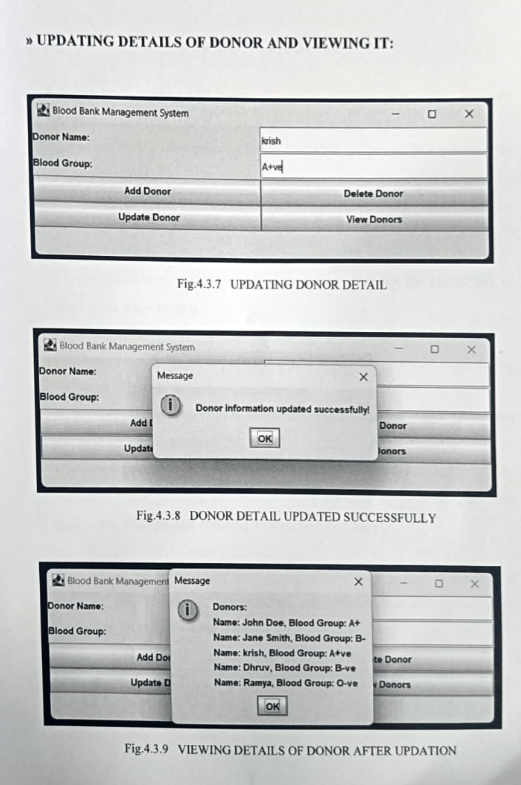 » UPDATING DETAILS OF DONOR AND VIEWING IT:
Blood Bank Management System
Donor Name:
krish
Blood Group:
A+ve
Add Donor
Delete Donor
Update Donor
View Donors
Fig.4.3.7 UPDATING DONOR DETAIL
Blood Bank Management System
Donor Name:
Message
Blood Group:
Donor information updated successfully!
Add
Donor
OK
Updat
onors
Fig.4.3.8 DONOR DETAIL UPDATED SUCCESSFULLY
Blood Bank Management
Message
Donor Name:
Donors:
Name: John Doe, Blood Group: A+
Blood Group:
Name: Jane Smith, Blood Group: B-
Name: krish, Blood Group: A+ve
Add Do
te Donor
Name: Dhruv, Blood Group: B-ve
Update D
Name: Ramya, Blood Group: O-ve
Donors
OK
Fig.4.3.9 VIEWING DETAILS OF DONOR AFTER UPDATION